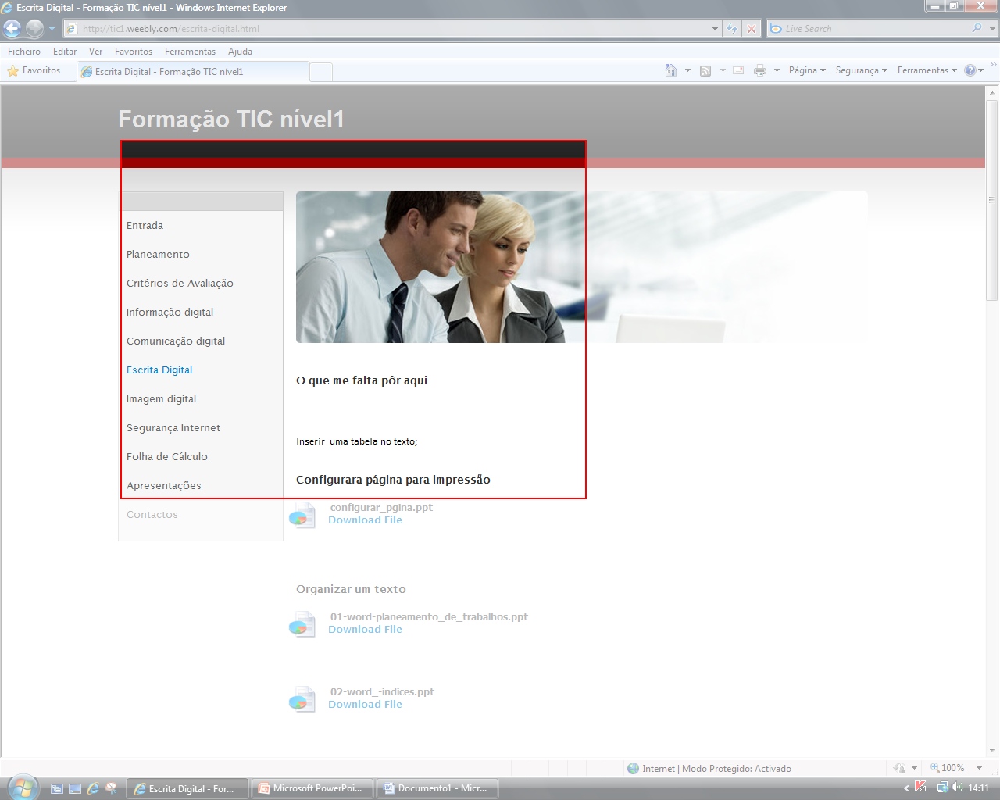 Escrita Digital - Formação TIC nível1 - Windows Internet Explorer
http://tic1.weebly.com/escrita-digital.html
Live Search
Ficheiro Editar Ver Favoritos Ferramentas Ajuda
Favoritos
Escrita Digital - Formação TIC nível1
Página Segurança Ferramentas
Formação TIC nível1
Entrada
Planeamento
Critérios de Avaliação
Informação digital
Comunicação digital
Escrita Digital
Imagem digital
Segurança Internet
Folha de Cálculo
Apresentações
Contactos
O que me falta pôr aqui
Inserir uma tabela no texto;
Configurara página para impressão
configurar_pgina.ppt
Download File
Organizar um texto
01-word-planeamento_de_trabalhos.ppt
Download File
02-word_-indices.ppt
Download File
Internet | Modo Protegido: Activado
100%
Escrita Digital - For...
Microsoft PowerPoi...
Documento1 - Micr...
14:11